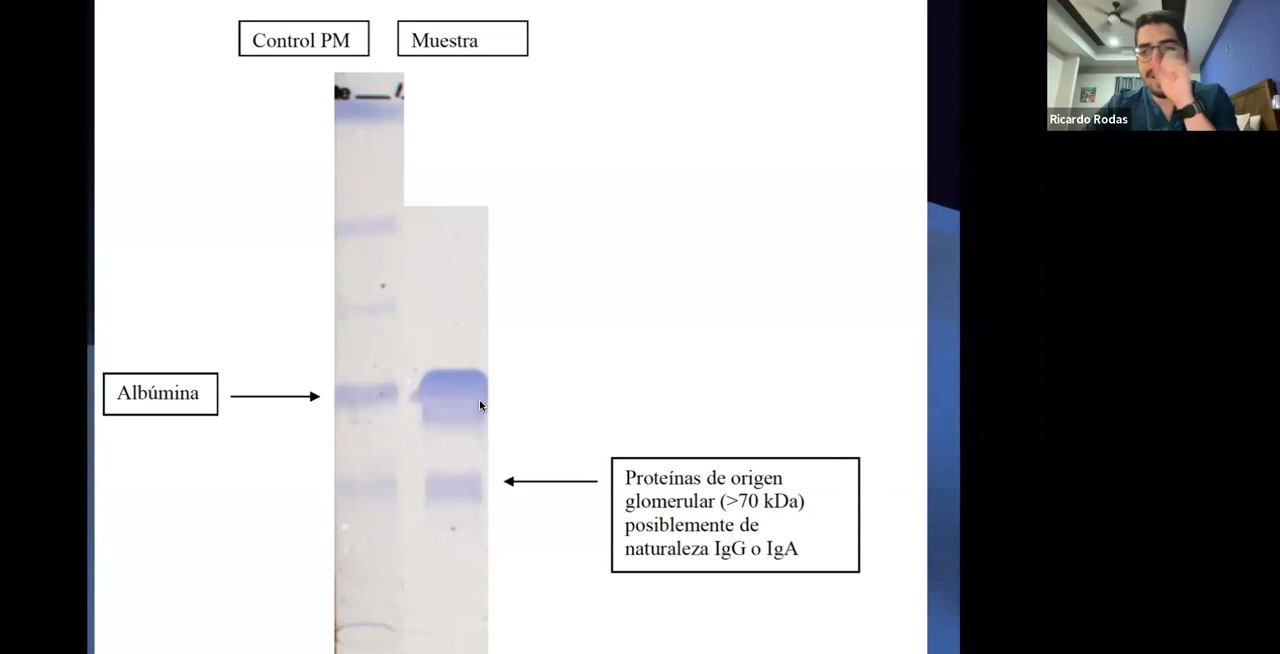 Control PM
Muestra
Ricardo Rodas
Albúmina
Proteínas de origen
glomerular (>70 kDa)
posiblemente de
naturaleza IgG o IgA